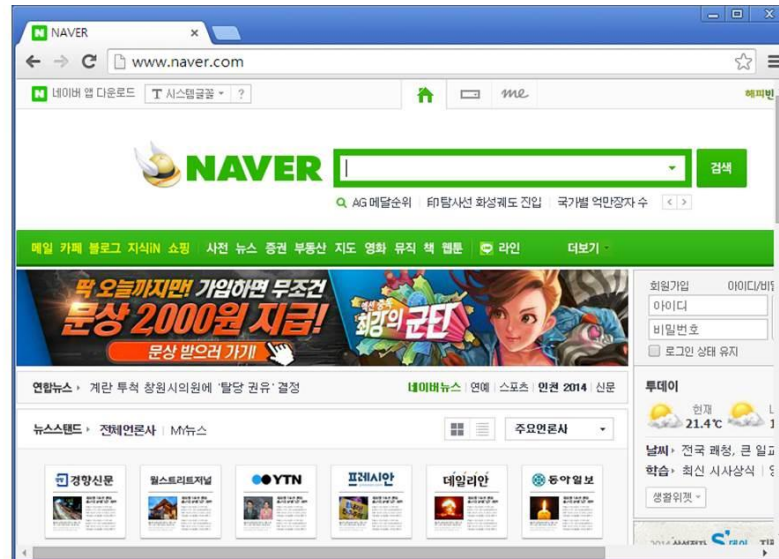 NAVER
www.naver.com
네이버 앱 다운로드 T 시스템글꼴 ?
me
해피빈
NAVER
검색
AG 메달순위 印탐사선 화성궤도 진입 국가별 억만장자 수
메일 카페 블로그 지식iN 쇼핑 사전 뉴스 증권 부동산 지도 영화 뮤직 책 웹툰 라인 더보기
딱 오늘까지만! 가입하면 무조건
문상 2000원 지급!
문상 받으러 가기!
액션 중독
최강의 군단
회원가입 아이디/비밀
아이디
비밀번호
로그인 상태 유지
연합뉴스 계란 투척 창원시의원에 '탈당 권유' 결정
네이버뉴스 연예 스포츠 인천 2014 신문
투데이
현재
21.4℃
날씨 전국 쾌청, 큰 일교
학습 최신 시사상식
생활위젯
뉴스스탠드 전체언론사 MY뉴스
주요언론사
경향신문 월스트리트저널 YTN 프레시안 데일리안 동아일보